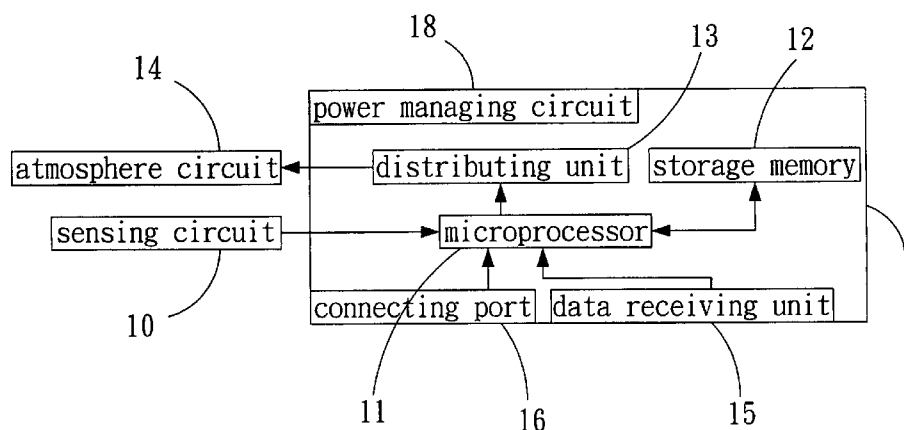 18
13
12
14
power managing circuit
atmosphere circuit
distributing unit
storage memory
sensing circuit
microprocessor
connecting port
data receiving unit
10
11
16
15